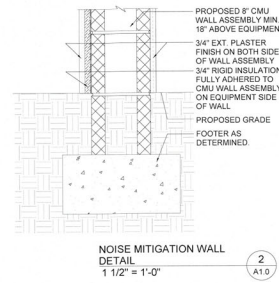 PROPOSED 8" CMU
WALL ASSEMBLY MIN.
18" ABOVE EQUIPMEN
3/4" EXT. PLASTER
FINISH ON BOTH SIDE
OF WALL ASSEMBLY
3/4" RIGID INSULATION
FULLY ADHERED TO
CMU WALL ASSEMBLY
ON EQUIPMENT SIDE
OF WALL
PROPOSED GRADE
FOOTER AS
DETERMINED.
NOISE MITIGATION WALL
DETAIL
1 1/2" = 1'-0"
2
A1.0